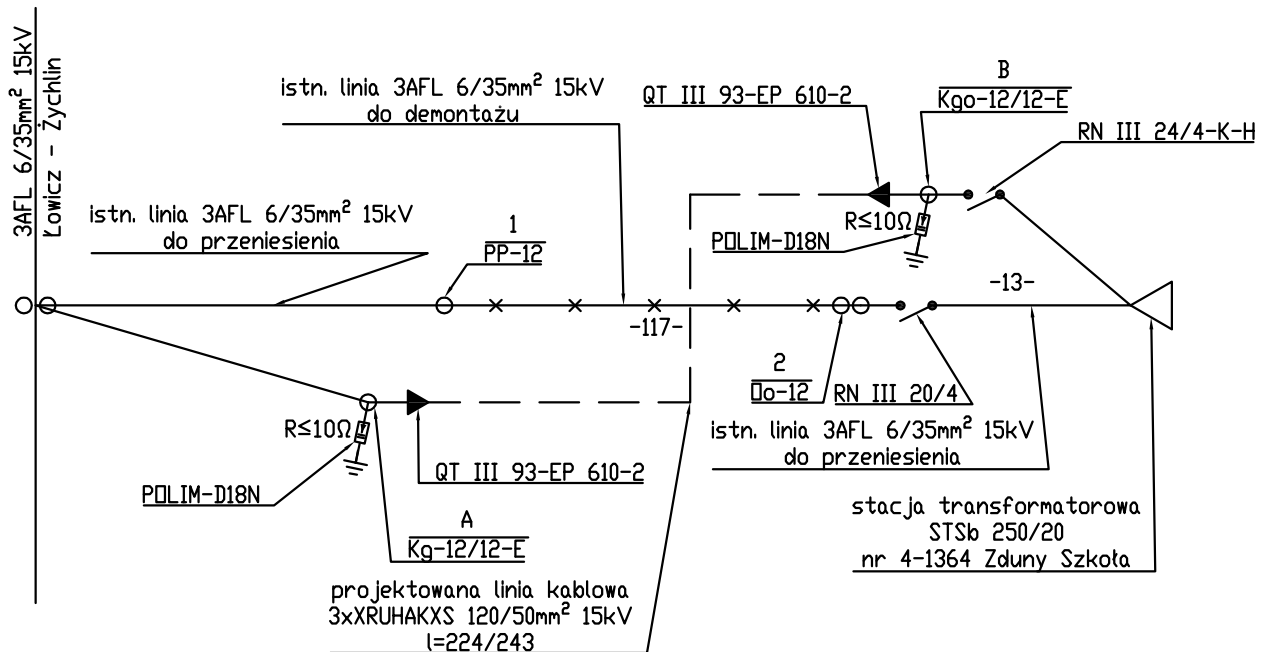 3AFL 6/35mm² 15kV
Łowicz - Żychlin
istn. linia 3AFL 6/35mm² 15kV
do demontażu
QT III 93-EP 610-2
B
Kgo-12/12-E
RN III 24/4-K-H
istn. linia 3AFL 6/35mm² 15kV
do przeniesienia
1
PP-12
R≤10Ω
POLIM-D18N
-13-
-117-
2
Oo-12
RN III 20/4
istn. linia 3AFL 6/35mm² 15kV
do przeniesienia
R≤10Ω
QT III 93-EP 610-2
POLIM-D18N
A
Kg-12/12-E
stacja transformatorowa
STSb 250/20
nr 4-1364 Zduny Szkoła
projektowana linia kablowa
3xXRUHAKXS 120/50mm² 15kV
l=224/243